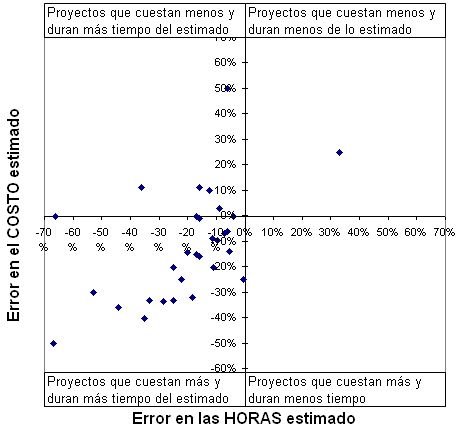 Proyectos que cuestan menos y
duran más tiempo del estimado
Proyectos que cuestan menos y
duran menos de lo estimado
70%
60%
50%
40%
30%
20%
10%
0%
-10%
-20%
-30%
-40%
-50%
-60%
-70 -60 -50 -40 -30 -20 -10% 0% 10% 20% 30% 40% 50% 60% 70%
% % % % % %
Error en el COSTO estimado
Proyectos que cuestan más y
duran más tiempo del estimado
Proyectos que cuestan más y
duran menos tiempo
Error en las HORAS estimado